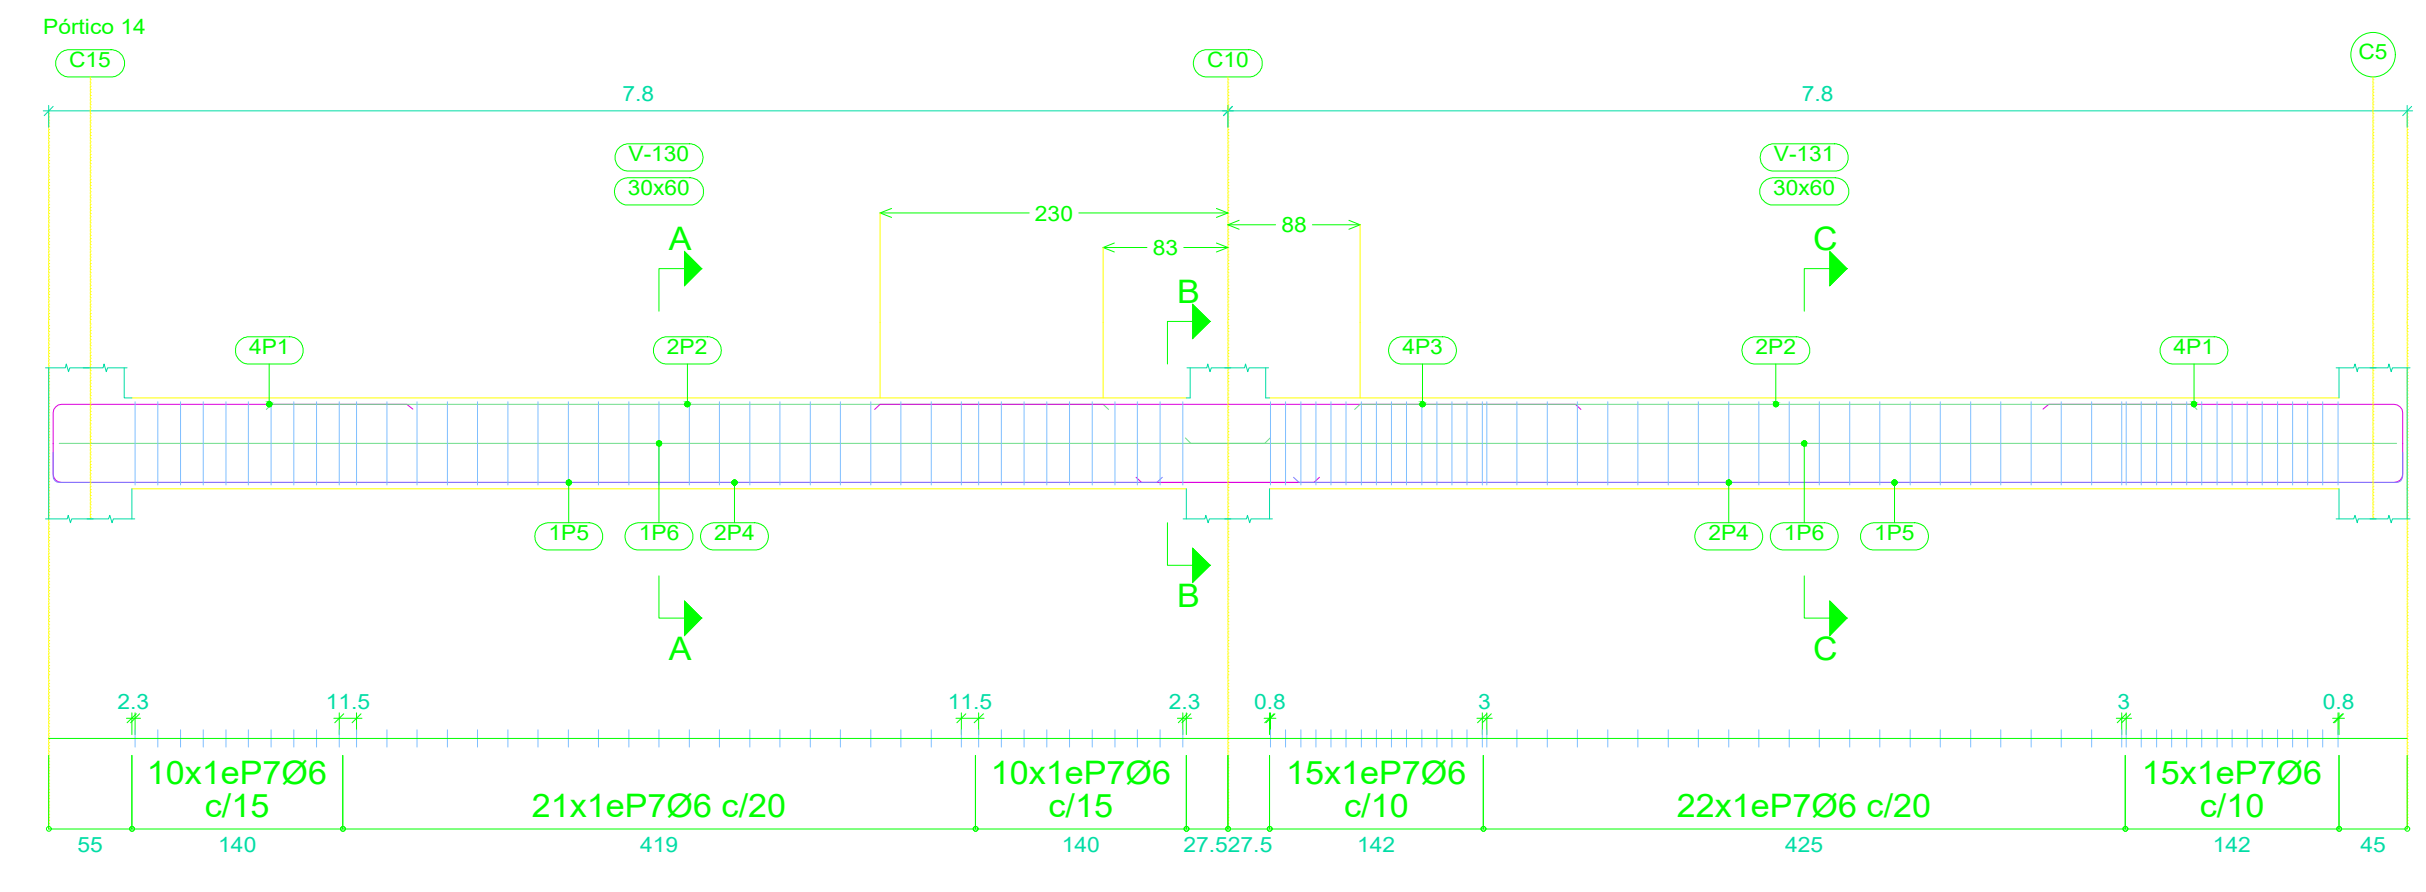 Pórtico 14
C15
C10
C5
7.8
7.8
V-130
V-131
30x60
30x60
230
88
83
A
C
B
4P1
2P2
4P3
2P2
4P1
1P5
1P6
2P4
2P4
1P6
1P5
B
A
C
2.3
11.5
11.5
2.3
0.8
3
3
0.8
10x1eP7Ø6
c/15
21x1eP7Ø6 c/20
10x1eP7Ø6
c/15
15x1eP7Ø6
c/10
22x1eP7Ø6 c/20
15x1eP7Ø6
c/10
55
140
419
140
27.5
27.5
142
425
142
45